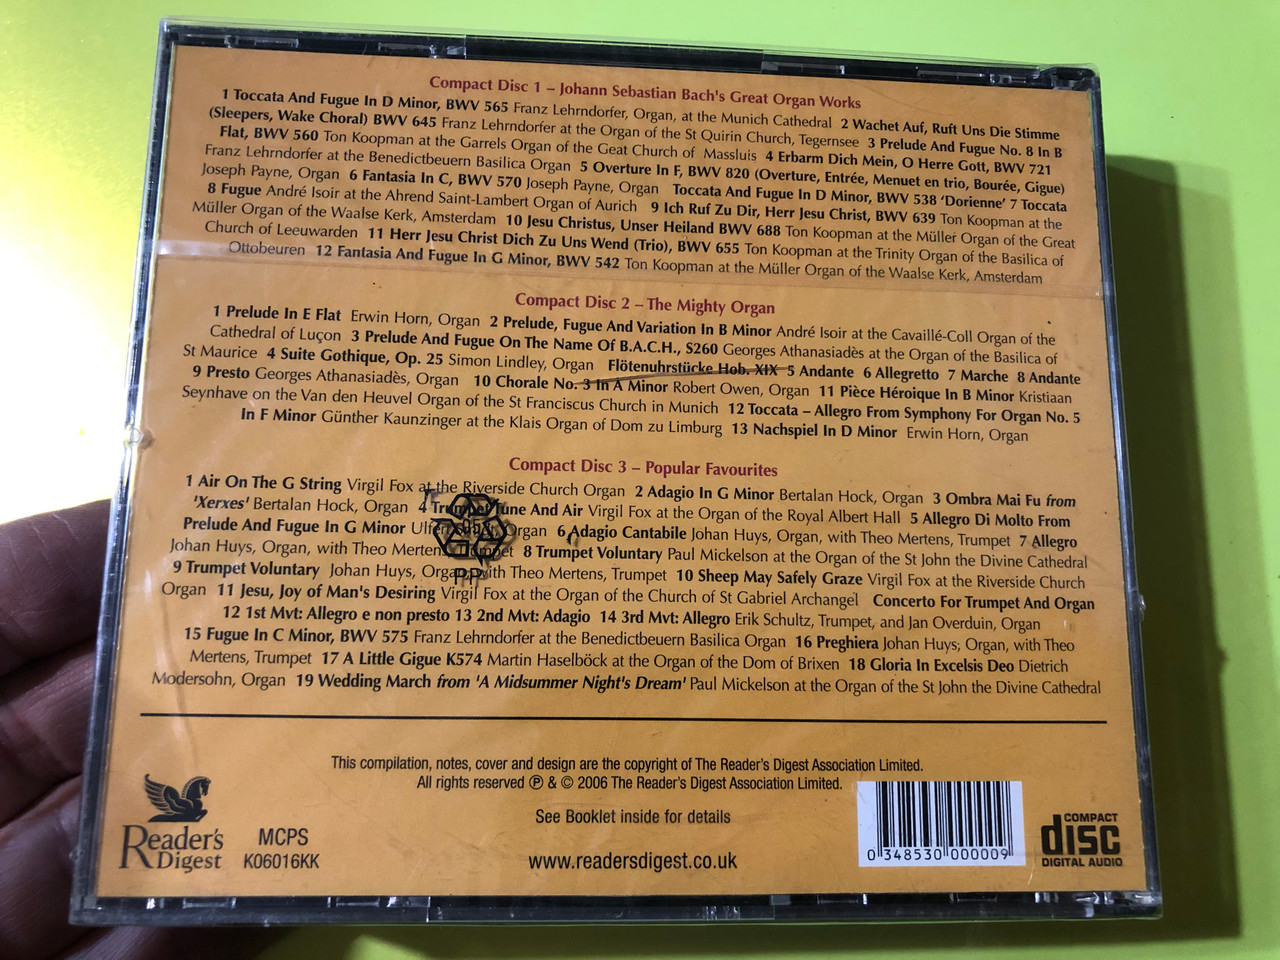 Compact Disc 1 – Johann Sebastian Bach's Great Organ Works
1 Toccata And Fugue In D Minor, BWV 565 Franz Lehrndorfer, Organ, at the Munich Cathedral 2 Wachet Auf, Ruft Uns Die Stimme
(Sleepers, Wake Choral) BWV 645 Franz Lehrndorfer at the Organ of the St Quirin Church, Tegernsee 3 Prelude And Fugue No. 8 In B
Flat, BWV 560 Ton Koopman at the Garrels Organ of the Geat Church of Massluis 4 Erbarm Dich Mein, O Herre Gott, BWV 721
Franz Lehrndorfer at the Benedictbeuern Basilica Organ 5 Overture In F, BWV 820 (Overture, Entrée, Menuet en trio, Bourée, Gigue)
Joseph Payne, Organ 6 Fantasia In C, BWV 570 Joseph Payne, Organ Toccata And Fugue In D Minor, BWV 538 'Dorienne' 7 Toccata
8 Fugue André Isoir at the Ahrend Saint-Lambert Organ of Aurich 9 Ich Ruf Zu Dir, Herr Jesu Christ, BWV 639 Ton Koopman at the
Müller Organ of the Waalse Kerk, Amsterdam 10 Jesu Christus, Unser Heiland BWV 688 Ton Koopman at the Müller Organ of the Great
Church of Leeuwarden 11 Herr Jesu Christ Dich Zu Uns Wend (Trio), BWV 655 Ton Koopman at the Trinity Organ of the Basilica of
Ottobeuren 12 Fantasia And Fugue In G Minor, BWV 542 Ton Koopman at the Müller Organ of the Waalse Kerk, Amsterdam
Compact Disc 2 – The Mighty Organ
1 Prelude In E Flat Erwin Horn, Organ 2 Prelude, Fugue And Variation In B Minor André Isoir at the Cavaillé-Coll Organ of the
Cathedral of Luçon 3 Prelude And Fugue On The Name Of B.A.C.H., S260 Georges Athanasiadès at the Organ of the Basilica of
St Maurice 4 Suite Gothique, Op. 25 Simon Lindley, Organ Flötenuhrstücke Hob. XIX 5 Andante 6 Allegretto 7 Marche 8 Andante
9 Presto Georges Athanasiadès, Organ 10 Chorale No. 3 In A Minor Robert Owen, Organ 11 Pièce Héroique In B Minor Kristiaan
Seynhave on the Van den Heuvel Organ of the St Franciscus Church in Munich 12 Toccata – Allegro From Symphony For Organ No. 5
In F Minor Günther Kaunzinger at the Klais Organ of Dom zu Limburg 13 Nachspiel In D Minor Erwin Horn, Organ
Compact Disc 3 – Popular Favourites
1 Air On The G String Virgil Fox at the Riverside Church Organ 2 Adagio In G Minor Bertalan Hock, Organ 3 Ombra Mai Fu from
'Xerxes' Bertalan Hock, Organ 4 Trumpet Tune And Air Virgil Fox at the Organ of the Royal Albert Hall 5 Allegro Di Molto From
Prelude And Fugue In G Minor Organ 6 Adagio Cantabile Johan Huys, Organ, with Theo Mertens, Trumpet 7 Allegro
Johan Huys, Organ, with Theo Mertens, Trumpet 8 Trumpet Voluntary Paul Mickelson at the Organ of the St John the Divine Cathedral
9 Trumpet Voluntary Johan Huys, Organ, with Theo Mertens, Trumpet 10 Sheep May Safely Graze Virgil Fox at the Riverside Church
Organ 11 Jesu, Joy of Man's Desiring Virgil Fox at the Organ of the Church of St Gabriel Archangel Concerto For Trumpet And Organ
12 1st Mvt: Allegro e non presto 13 2nd Mvt: Adagio 14 3rd Mvt: Allegro Erik Schultz, Trumpet, and Jan Overduin, Organ
15 Fugue In C Minor, BWV 575 Franz Lehrndorfer at the Benedictbeuern Basilica Organ 16 Preghiera Johan Huys; Organ, with Theo
Mertens, Trumpet 17 A Little Gigue K574 Martin Haselböck at the Organ of the Dom of Brixen 18 Gloria In Excelsis Deo Dietrich
Modersohn, Organ 19 Wedding March from 'A Midsummer Night's Dream' Paul Mickelson at the Organ of the St John the Divine Cathedral
PP
This compilation, notes, cover and design are the copyright of The Reader's Digest Association Limited.
All rights reserved ℗ & © 2006 The Reader's Digest Association Limited.
See Booklet inside for details
www.readersdigest.co.uk
Reader's
Digest
MCPS
K06016KK
0 348530 000009
COMPACT
disc
DIGITAL AUDIO